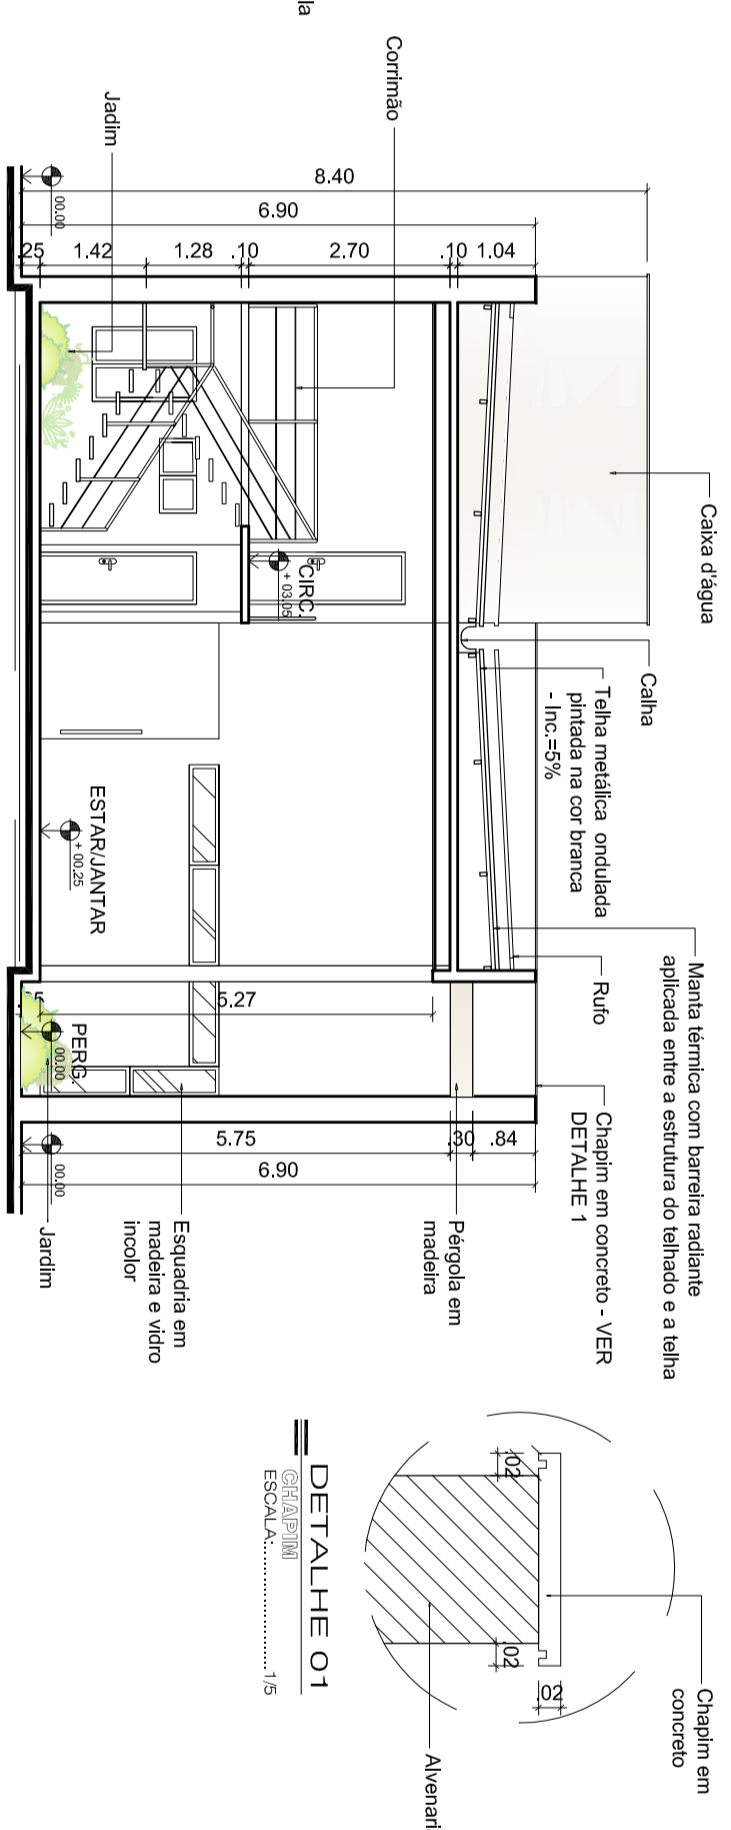 la
Corrimão
Jadim
8.40
6.90
.25
1.42
1.28
.10
2.70
.10
1.04
00.00
Caixa d'água
Calha
Telha metálica ondulada
pintada na cor branca
- Inc.=5%
Manta térmica com barreira radiante
aplicada entre a estrutura do telhado e a telha
Rufo
Chapim em concreto - VER
DETALHE 1
CIRC.
+ 03.05
ESTAR/JANTAR
+ 00.25
PERG.
00.00
5.27
5.75
.30
.84
6.90
00.00
Pérgola em
madeira
Esquadria em
madeira e vidro
incolor
Jardim
Chapim em
concreto
.02
.02
.02
Alvenari
DETALHE 01
CHAPIM
ESCALA:........................1/5